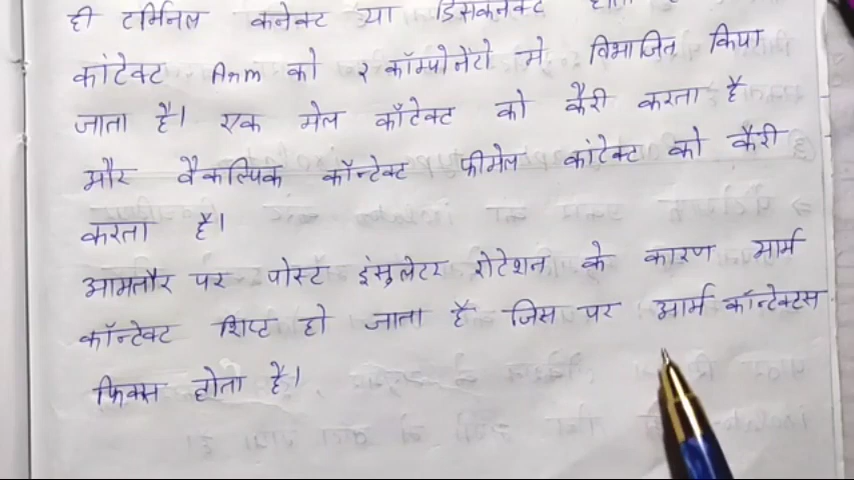 ही टर्मिनल कनेक्ट या डिसकनेक्ट होता
कांटेक्ट Arm को 2 कॉम्पोनेंटो मे विभाजित किया
जाता है। एक मेल कॉटेक्ट को कैरी करता है
और वैकल्पिक कॉन्टेक्ट फीमेल कांटेक्ट को कैरी
करता है।
आमतौर पर पोस्ट इंसुलेटर रोटेशन के कारण आर्म
कॉन्टेक्ट शिफ्ट हो जाता है जिस पर आर्म कॉन्टेक्टस
फिक्स होता है।